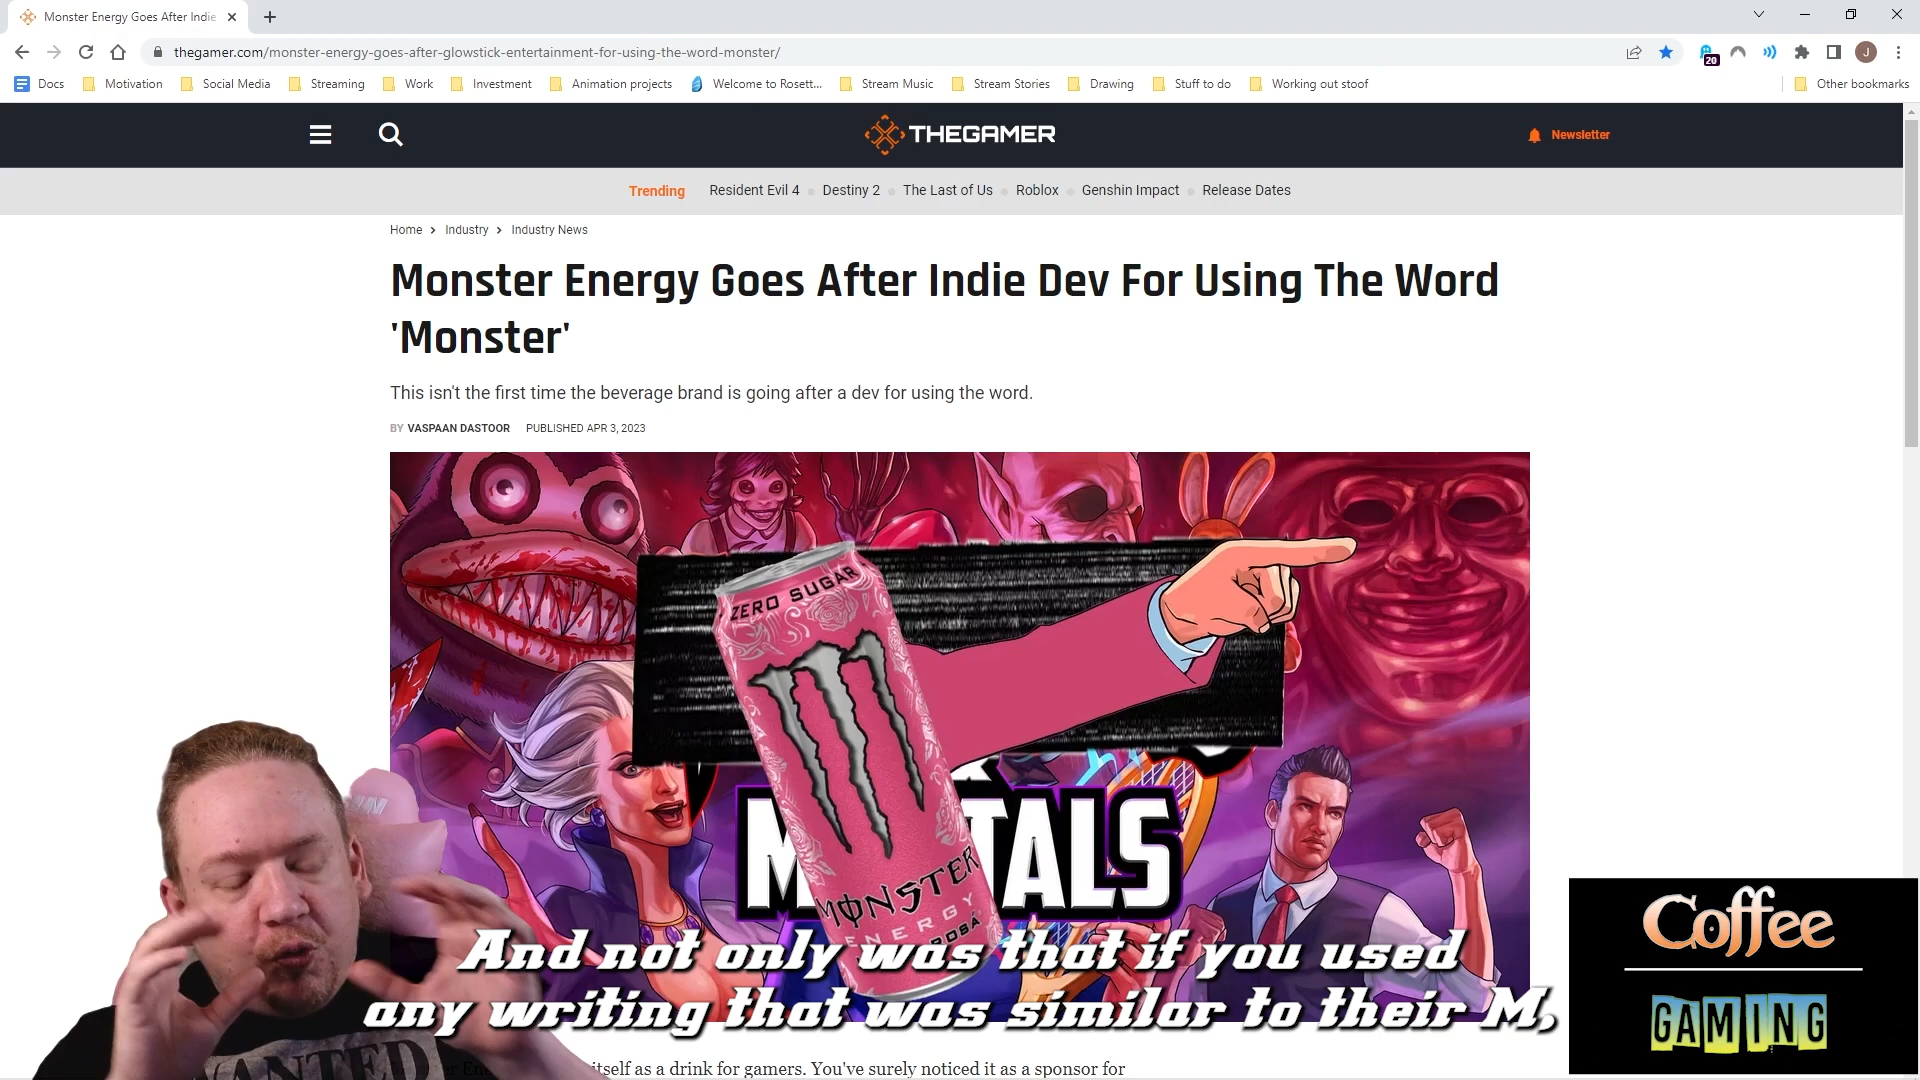 Monster Energy Goes After Indie
thegamer.com/monster-energy-goes-after-glowstick-entertainment-for-using-the-word-monster/
20
J
Docs Motivation Social Media Streaming Work Investment Animation projects Welcome to Rosett... Stream Music Stream Stories Drawing Stuff to do Working out stoof Other bookmarks
THEGAMER
Newsletter
Trending Resident Evil 4 Destiny 2 The Last of Us Roblox Genshin Impact Release Dates
Home > Industry > Industry News
Monster Energy Goes After Indie Dev For Using The Word
'Monster'
This isn't the first time the beverage brand is going after a dev for using the word.
BY VASPAAN DASTOOR PUBLISHED APR 3, 2023
ZERO SUGAR
MONSTER
ENERGY
ROSÁ
And not only was that if you used
any writing that was similar to their M,
WANTED
Coffee
GAMING
itself as a drink for gamers. You've surely noticed it as a sponsor for